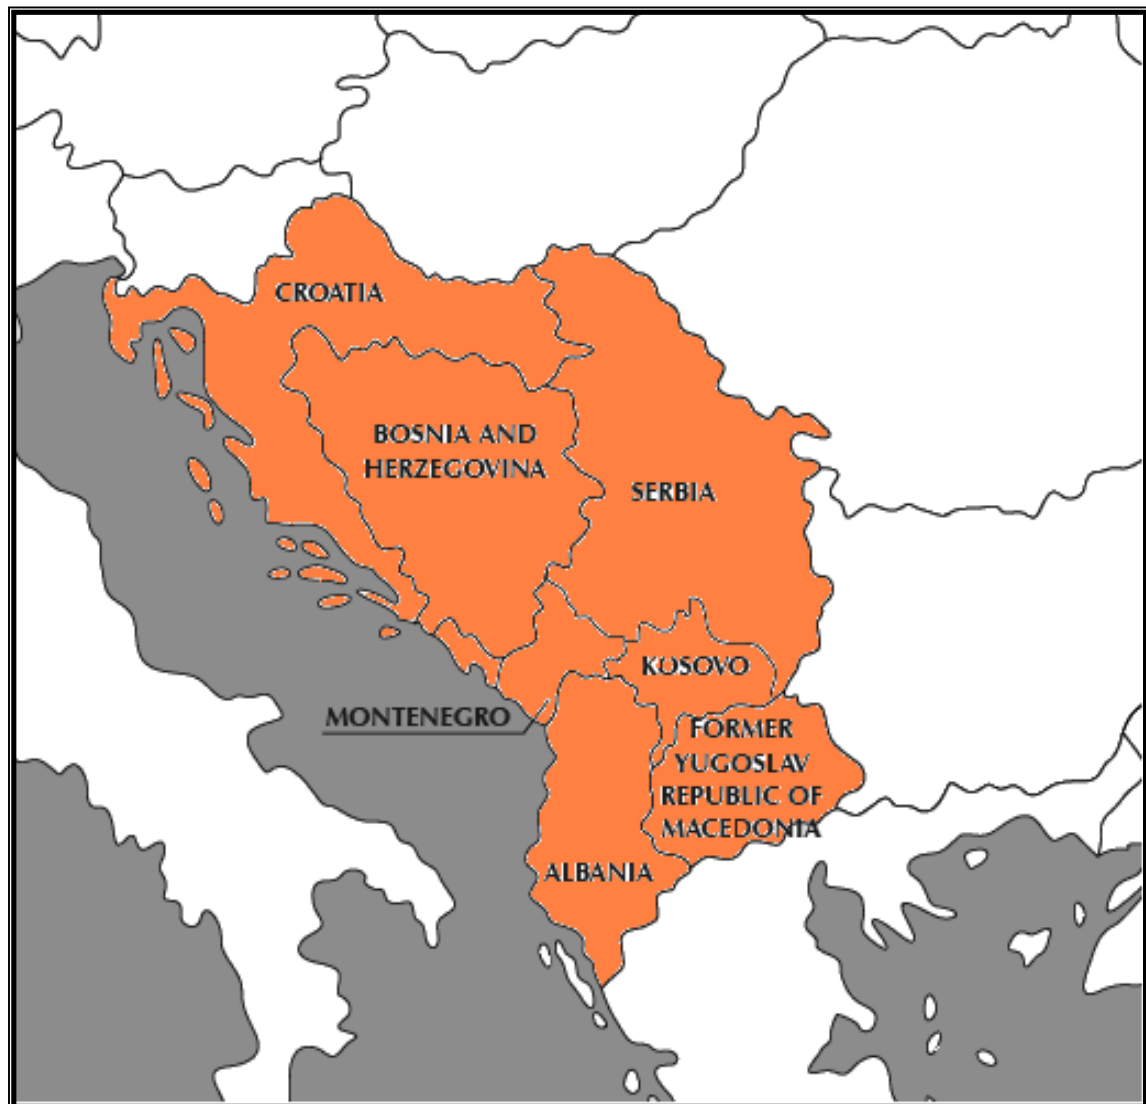 CROATIA
BOSNIA AND
HERZEGOVINA
SERBIA
KOSOVO
MONTENEGRO
FORMER
YUGOSLAV
REPUBLIC OF
MACEDONIA
ALBANIA